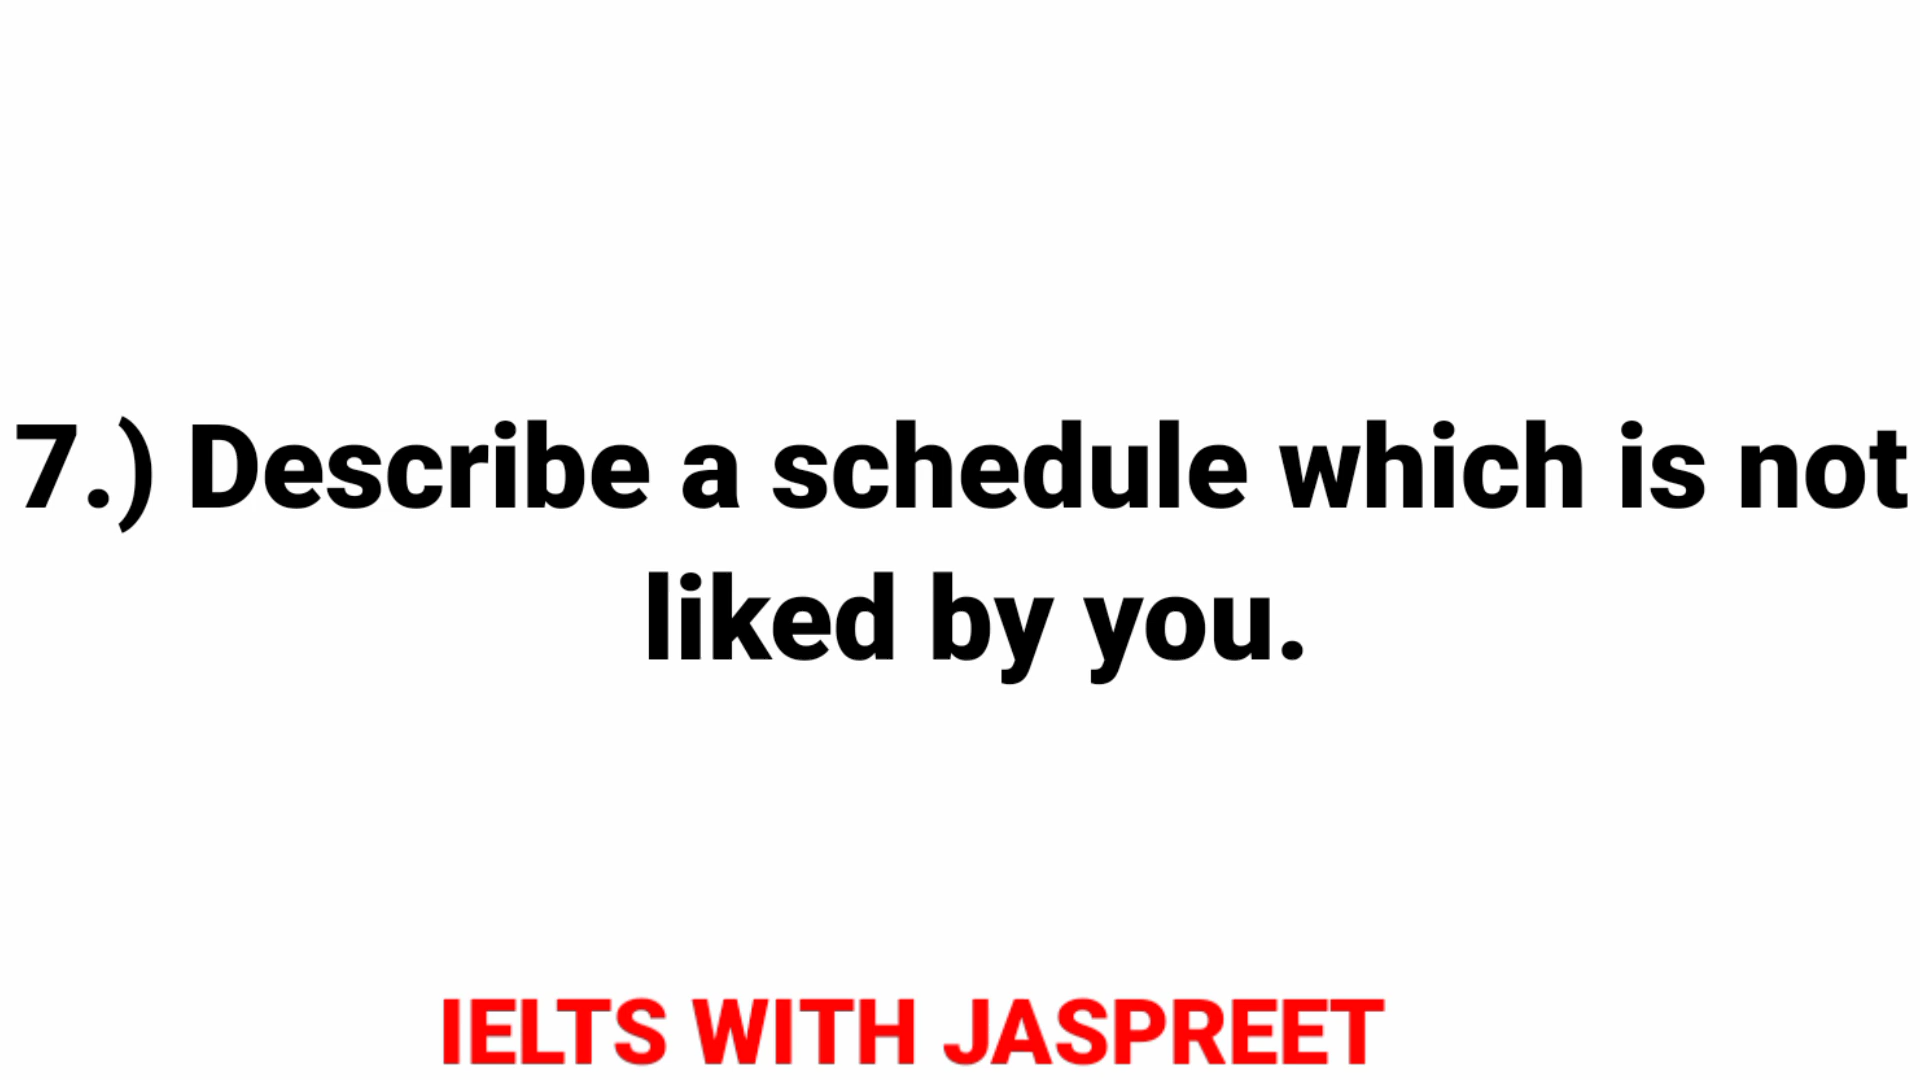 7.) Describe a schedule which is not
liked by you.
IELTS WITH JASPREET